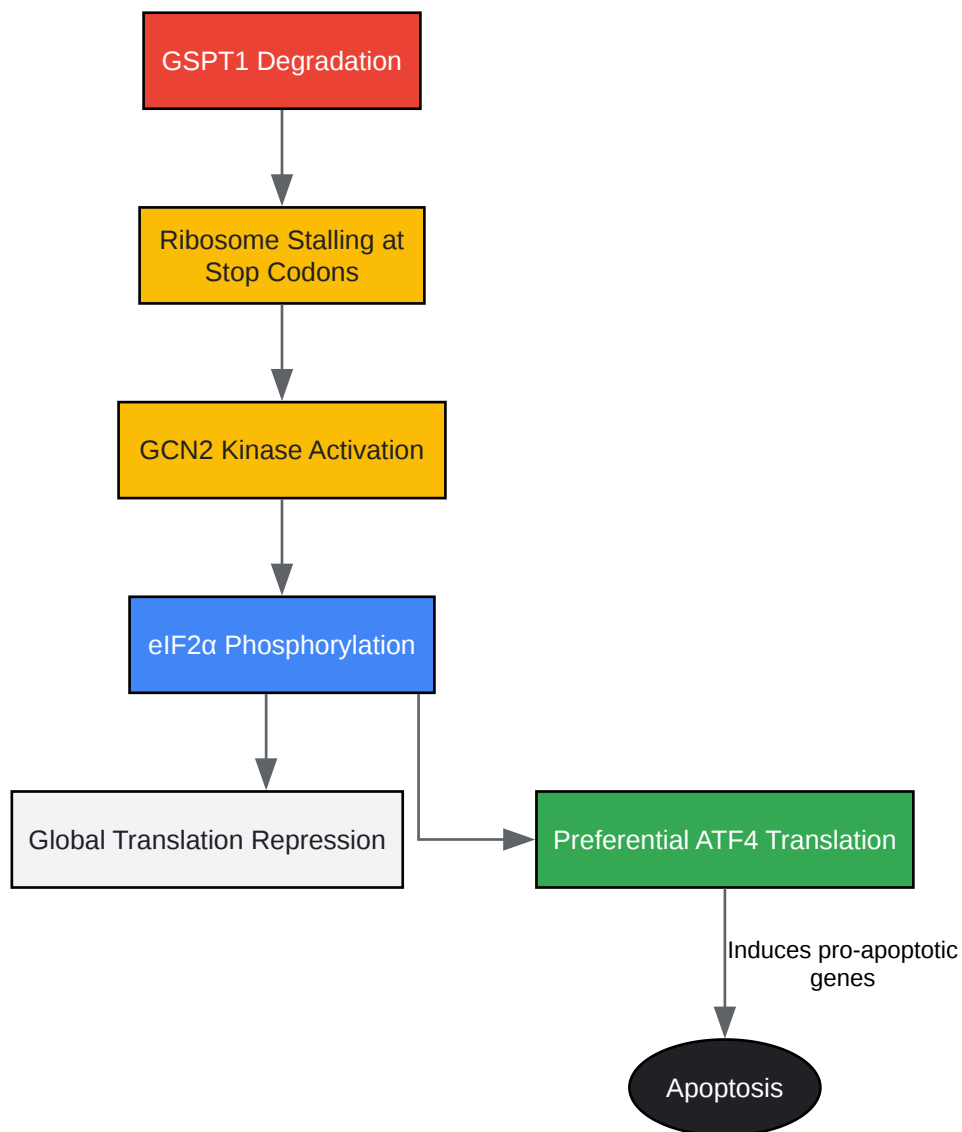 GSPT1 Degradation
Ribosome Stalling at
Stop Codons
GCN2 Kinase Activation
eIF2α Phosphorylation
Global Translation Repression
Preferential ATF4 Translation
Induces pro-apoptotic
genes
Apoptosis